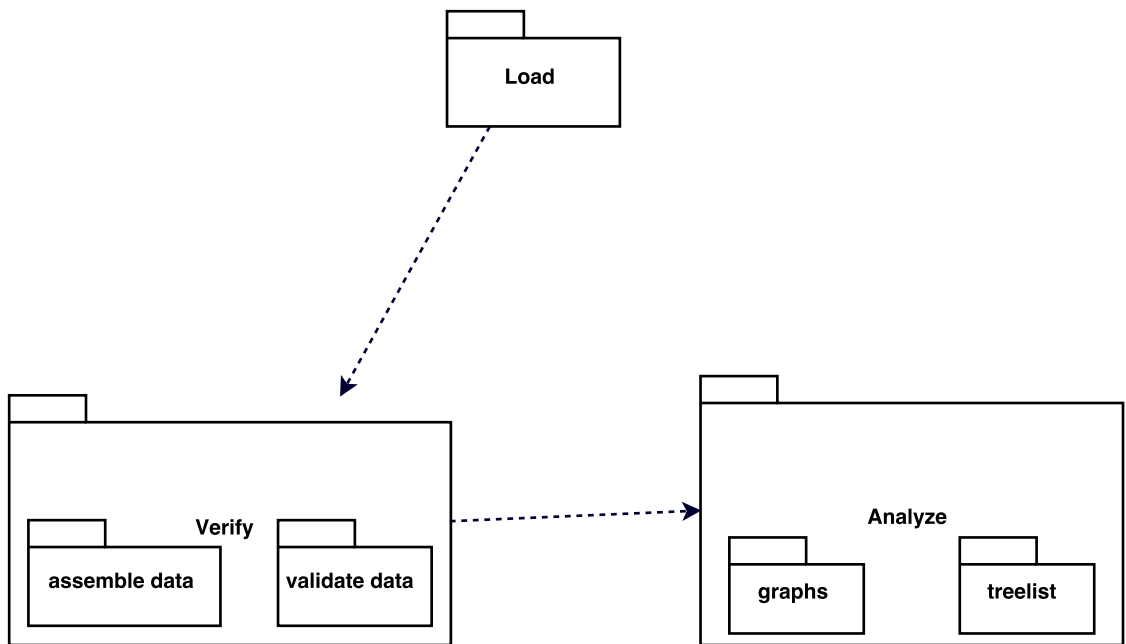 Load
Verify
assemble data
validate data
Analyze
graphs
treelist